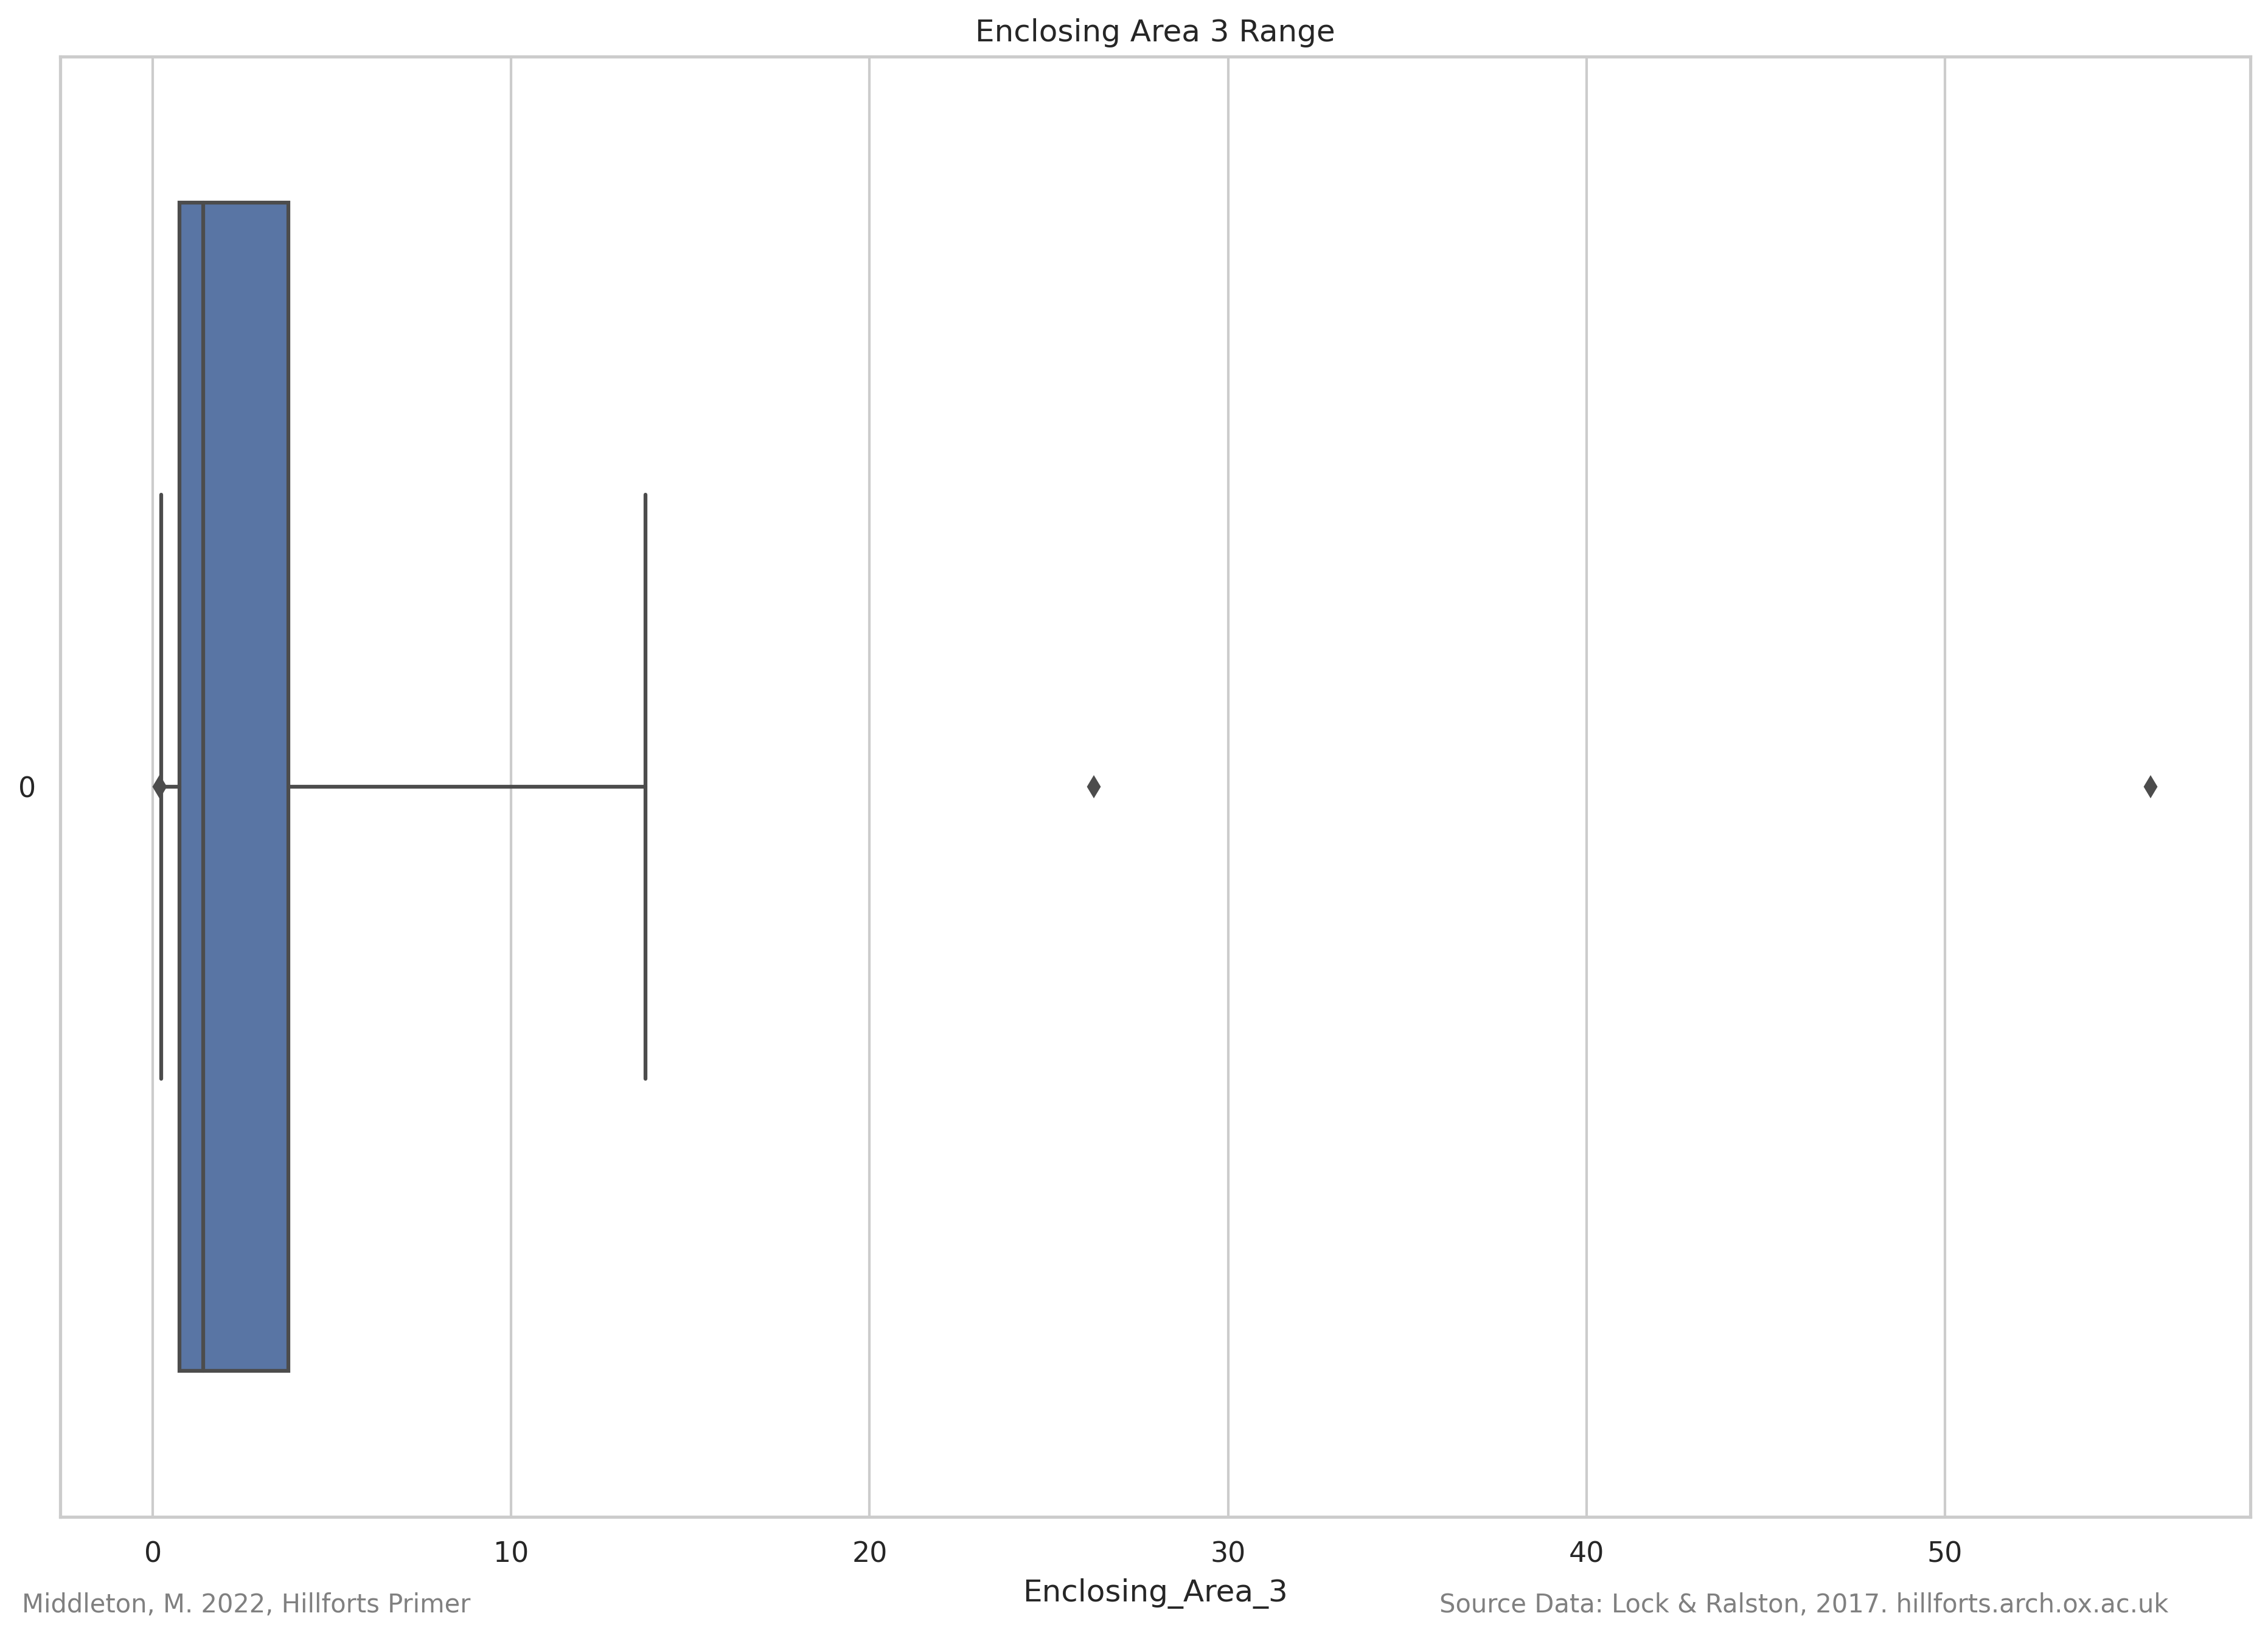 Enclosing Area 3 Range
0
0 10 20 30 40 50
Enclosing_Area_3
Middleton, M. 2022, Hillforts Primer
Source Data: Lock & Ralston, 2017. hillforts.arch.ox.ac.uk